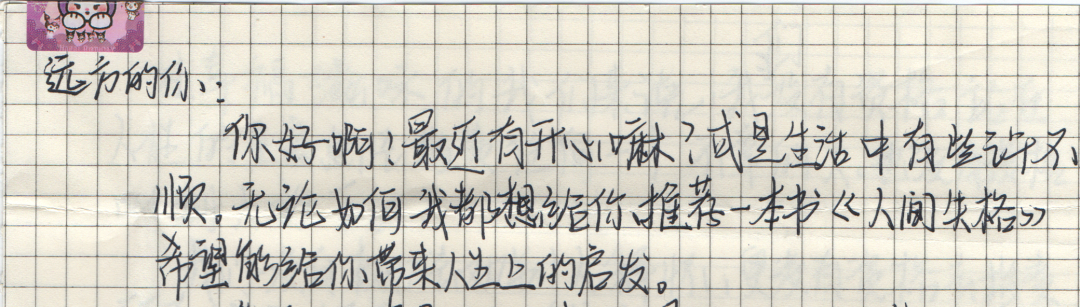 远方的你：
你好啊！最近有开心嘛？或是生活中有些许不
顺。无论如何我都想给你推荐一本书《人间失格》
希望能给你带来人生上的启发。